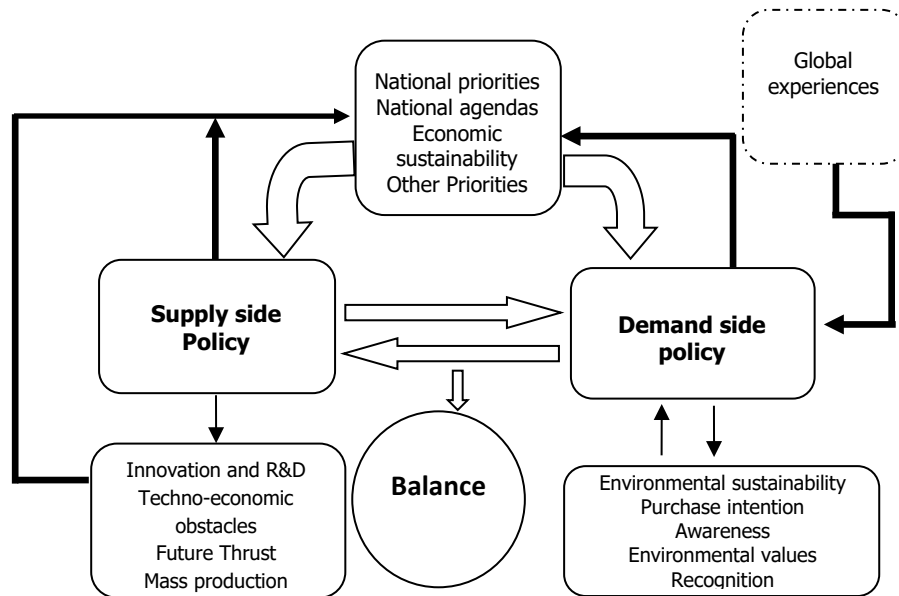 National priorities
National agendas
Economic
sustainability
Other Priorities
Global
experiences
Supply side
Policy
Demand side
policy
Innovation and R&D
Techno-economic
obstacles
Future Thrust
Mass production
Balance
Environmental sustainability
Purchase intention
Awareness
Environmental values
Recognition